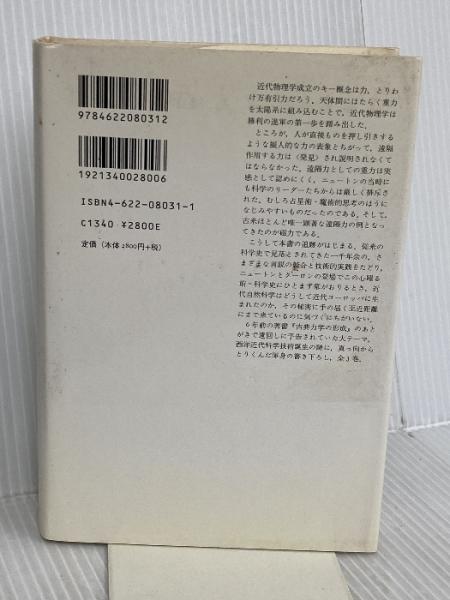 9784622080312
1921340028006
ISBN4-622-08031-1
C1340 ¥2800E
定価 (本体2800円+税)
近代物理学成立のキー概念は力, とりわ
け万有引力だろう. 天体間にはたらく重力
を太陽系に組み込むことで, 近代物理学は
勝利の進軍の第一歩を踏み出した.
ところが, 人が直接ものを押し引きする
ような擬人的な力の表象とちがって, 遠隔
作用する力は〈発見〉され説明されなくて
はならなかった. 遠隔力としての重力は実
感として認めにくく, ニュートンの当時に
も科学のリーダーたちからは厳しく排斥さ
れた. むしろ占星術・魔術的思考のほうに
なじみやすいものだったのである. そして,
古来ほとんど唯一顕著な遠隔力の例となっ
てきたのが磁力である.
こうして本書の追跡がはじまる. 従来の
科学史で見落とされてきた一千年余の, さ
まざまな言説の競合と技術的実践をたどり,
ニュートンとクーロンの登場でこの心躍る
前-科学史にひとまず幕がおりるとき, 近
代自然科学はどうして近代ヨーロッパに生
まれたのか, その秘密に手の届く至近距離
にまで来ているのに気づくにちがいない.
6年前の著書『古典力学の形成』のあと
がきで遠回しに予告されていた大テーマ,
西洋近代科学技術誕生の謎に, 真っ向から
とりくんだ渾身の書き下ろし, 全3巻.